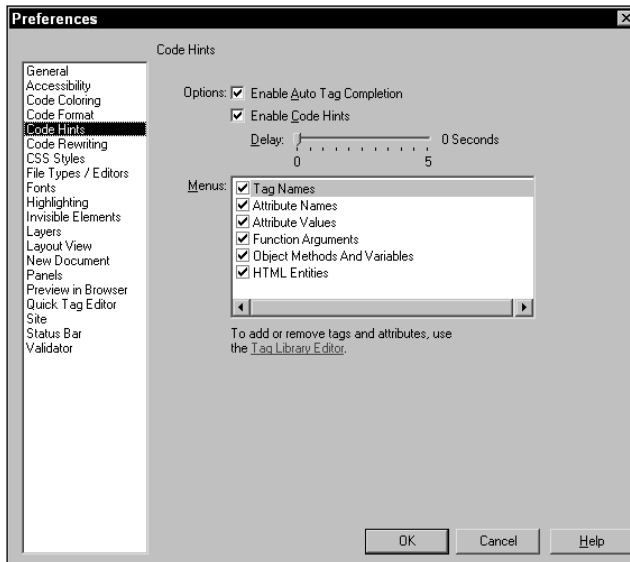 Preferences
Code Hints
General
Accessibility
Code Coloring
Code Format
Code Hints
Code Rewriting
CSS Styles
File Types / Editors
Fonts
Highlighting
Invisible Elements
Layers
Layout View
New Document
Panels
Preview in Browser
Quick Tag Editor
Site
Status Bar
Validator
Options: Enable Auto Tag Completion
Enable Code Hints
Delay: 0 Seconds
0 5
Menus: Tag Names
Attribute Names
Attribute Values
Function Arguments
Object Methods And Variables
HTML Entities
To add or remove tags and attributes, use
the Tag Library Editor.
OK Cancel Help